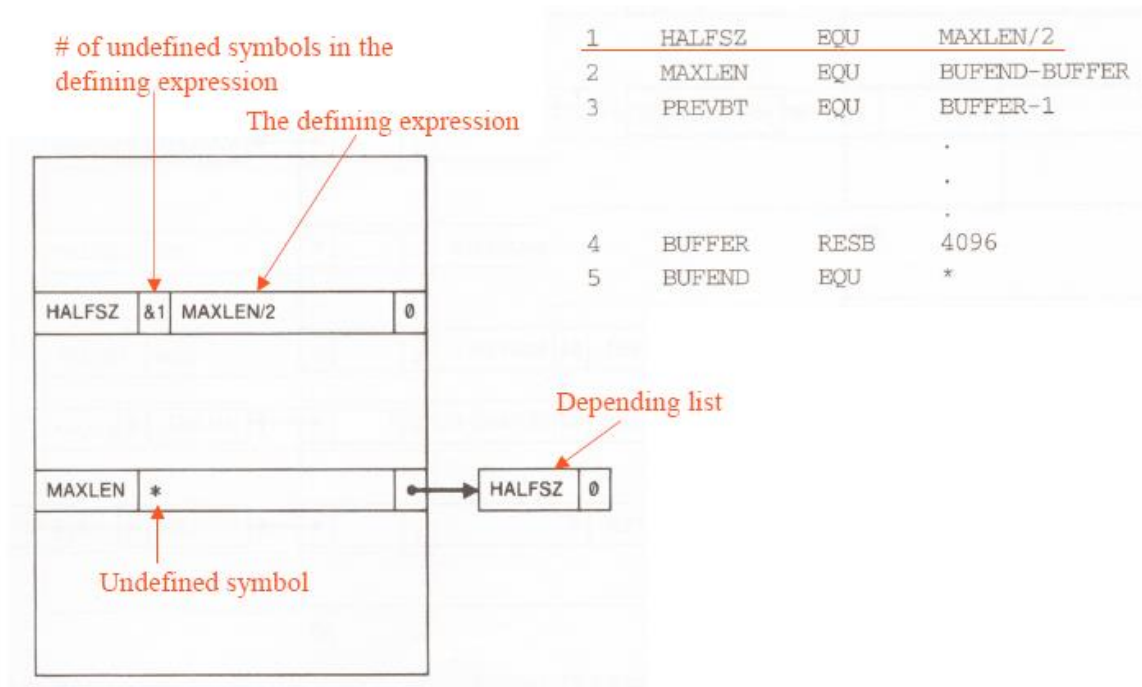 # of undefined symbols in the
defining expression
The defining expression
1 HALFSZ EQU MAXLEN/2
2 MAXLEN EQU BUFEND-BUFFER
3 PREVBT EQU BUFFER-1
.
.
.
4 BUFFER RESB 4096
5 BUFEND EQU *
HALFSZ &1 MAXLEN/2 0
Depending list
MAXLEN * HALFSZ 0
Undefined symbol